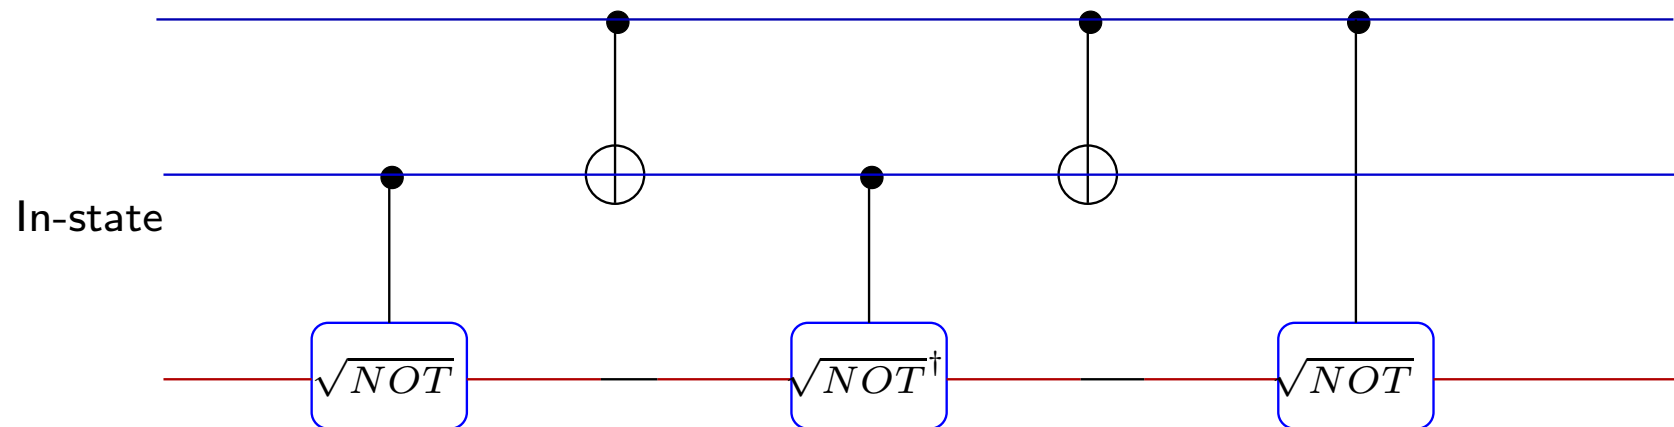 In-state
√NOT
√NOT†
√NOT